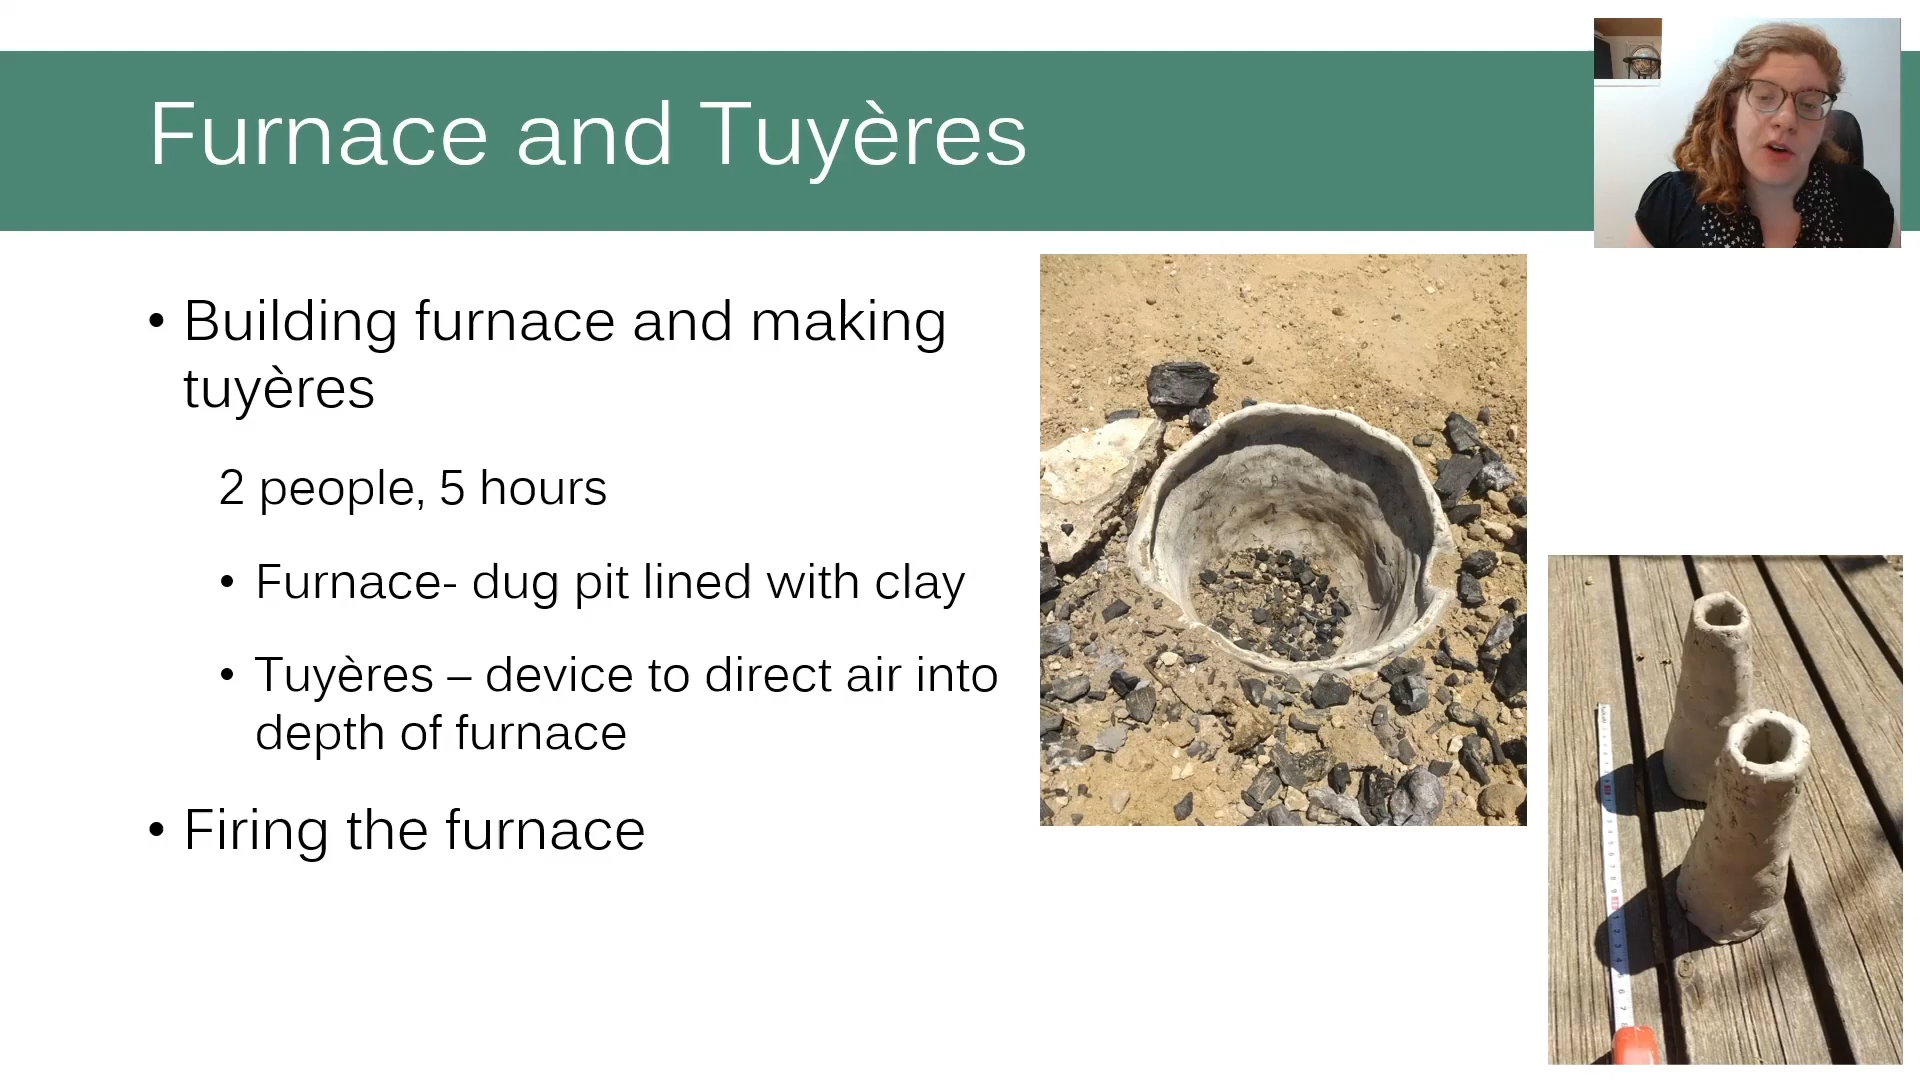 Furnace and Tuyères
• Building furnace and making
tuyères
2 people, 5 hours
• Furnace- dug pit lined with clay
• Tuyères – device to direct air into
depth of furnace
• Firing the furnace